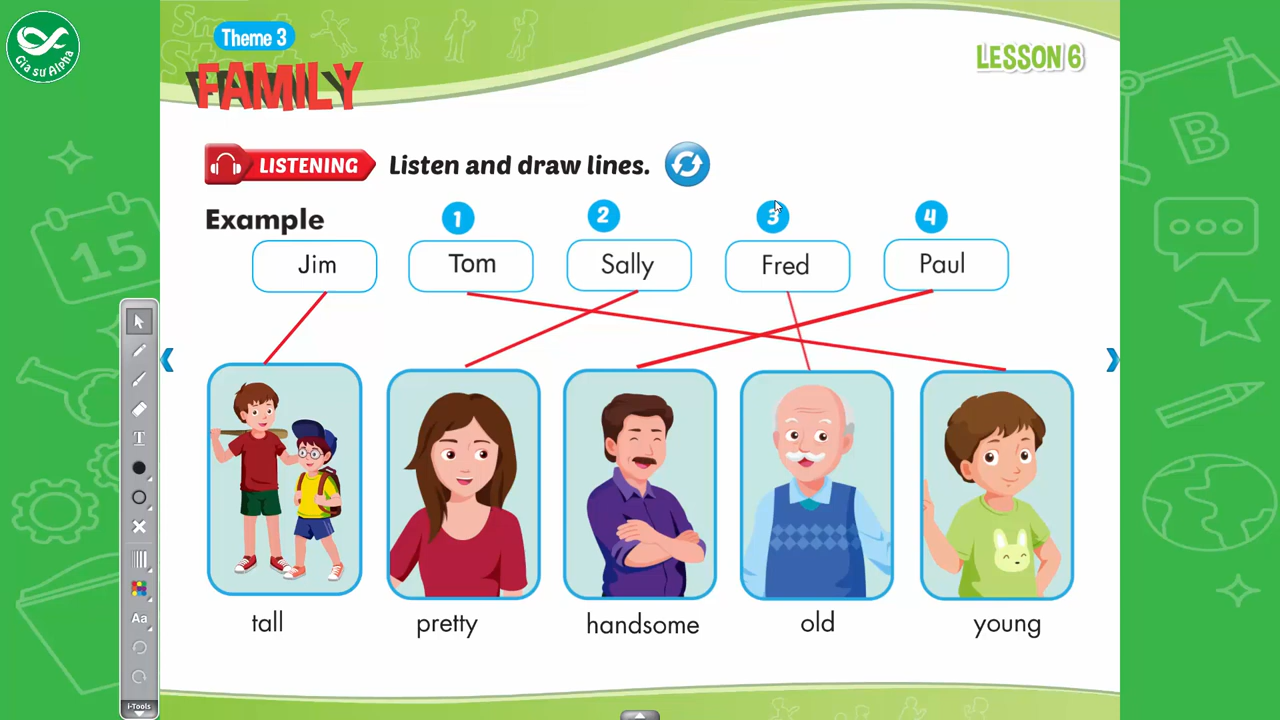 Gia sư Alpha
Theme 3
FAMILY
LESSON 6
LISTENING Listen and draw lines.
Example 1 2 3 4
Jim Tom Sally Fred Paul
tall pretty handsome old young
T
Aa
i-Tools
15
B